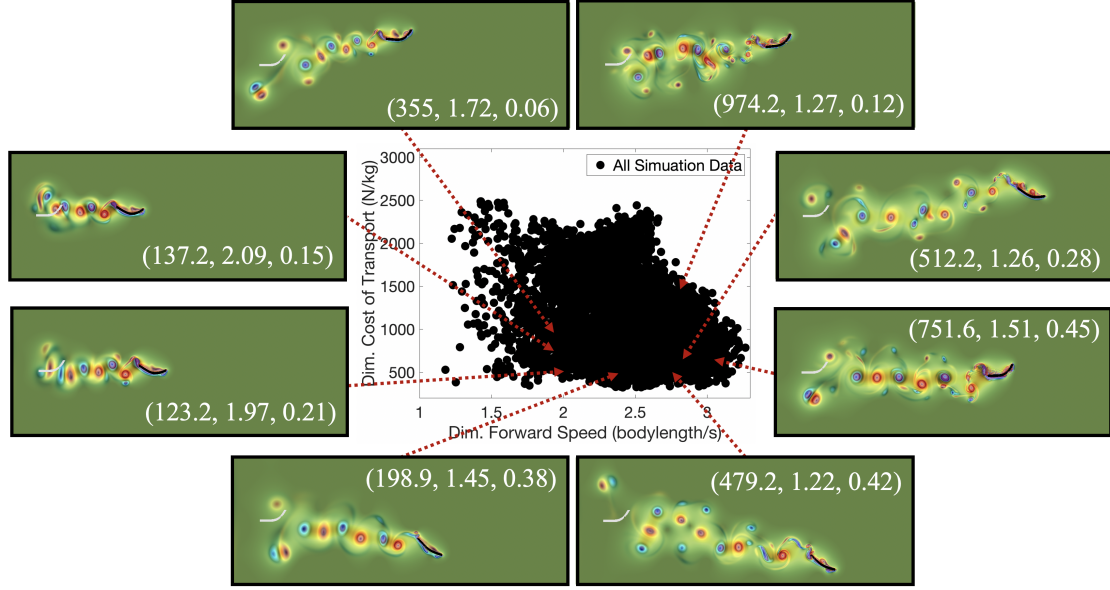 (355, 1.72, 0.06)
(974.2, 1.27, 0.12)
(137.2, 2.09, 0.15)
(512.2, 1.26, 0.28)
(123.2, 1.97, 0.21)
(751.6, 1.51, 0.45)
(198.9, 1.45, 0.38)
(479.2, 1.22, 0.42)
All Simuation Data
Dim. Cost of Transport (N/kg)
3000
2500
2000
1500
1000
500
1
1.5
2
2.5
3
Dim. Forward Speed (bodylength/s)